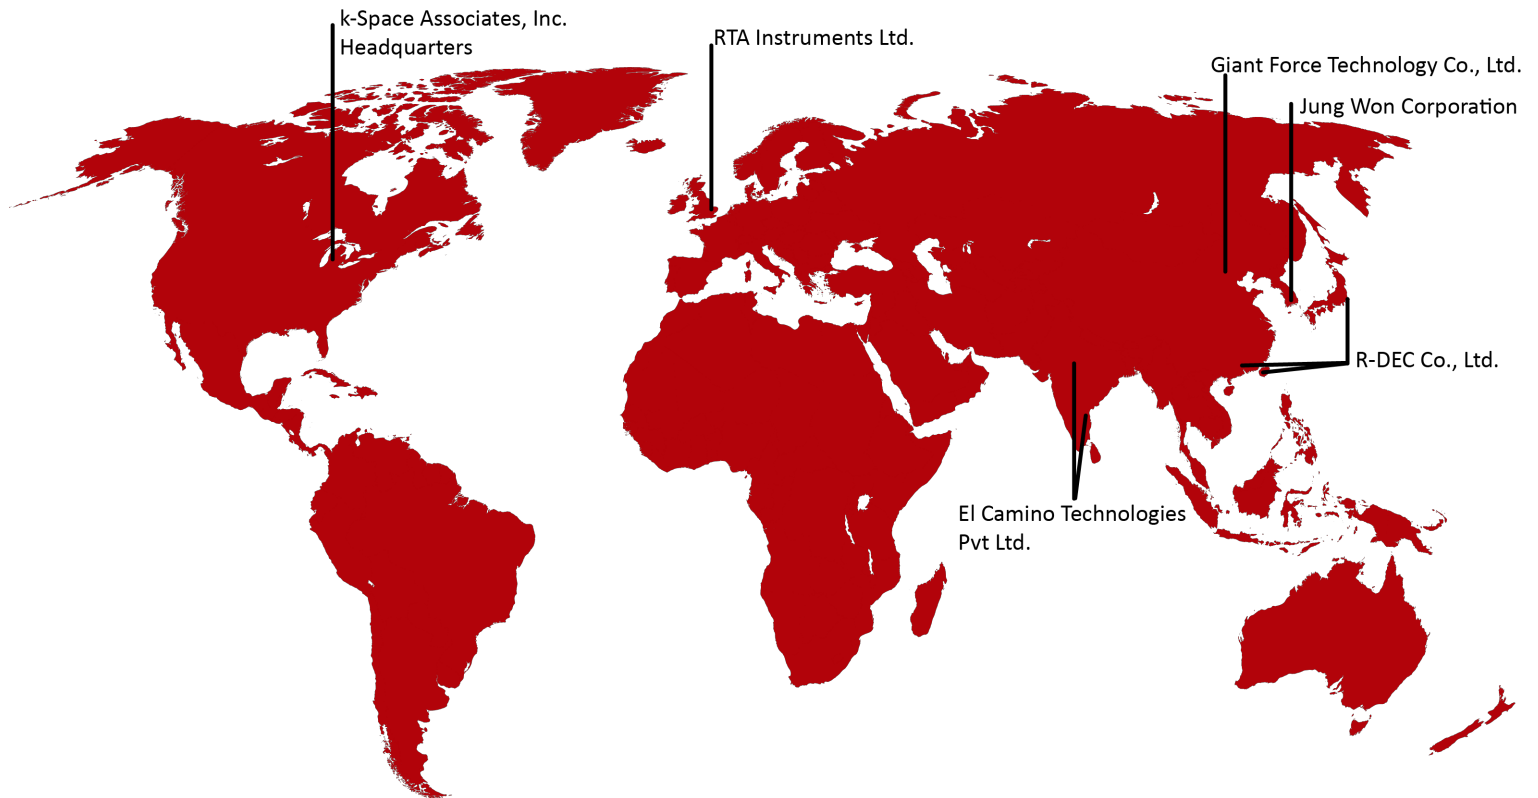 k-Space Associates, Inc.
Headquarters
RTA Instruments Ltd.
Giant Force Technology Co., Ltd.
Jung Won Corporation
R-DEC Co., Ltd.
El Camino Technologies
Pvt Ltd.